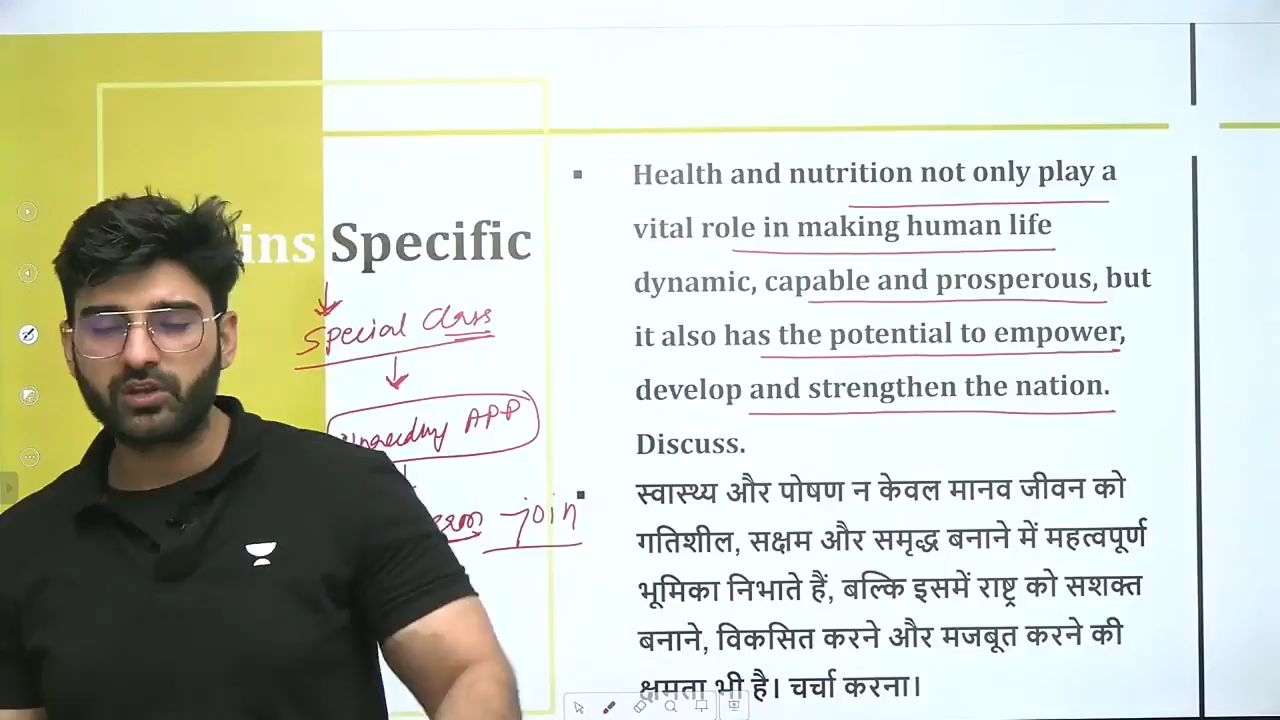 ins Specific
Special Class
APP
join
Health and nutrition not only play a
vital role in making human life
dynamic, capable and prosperous, but
it also has the potential to empower,
develop and strengthen the nation.
Discuss.
स्वास्थ्य और पोषण न केवल मानव जीवन को
गतिशील, सक्षम और समृद्ध बनाने में महत्वपूर्ण
भूमिका निभाते हैं, बल्कि इसमें राष्ट्र को सशक्त
बनाने, विकसित करने और मजबूत करने की
क्षमता भी है। चर्चा करना।